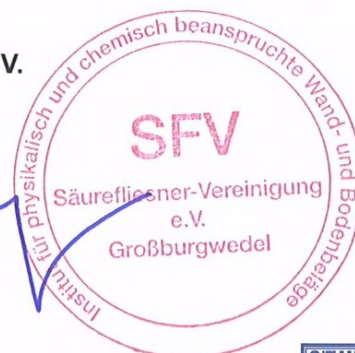 V.
Institut für physikalisch und chemisch beanspruchte Wand- und Bodenbeläge
SFV
Säurefliesner-Vereinigung
e.V.
Großburgwedel